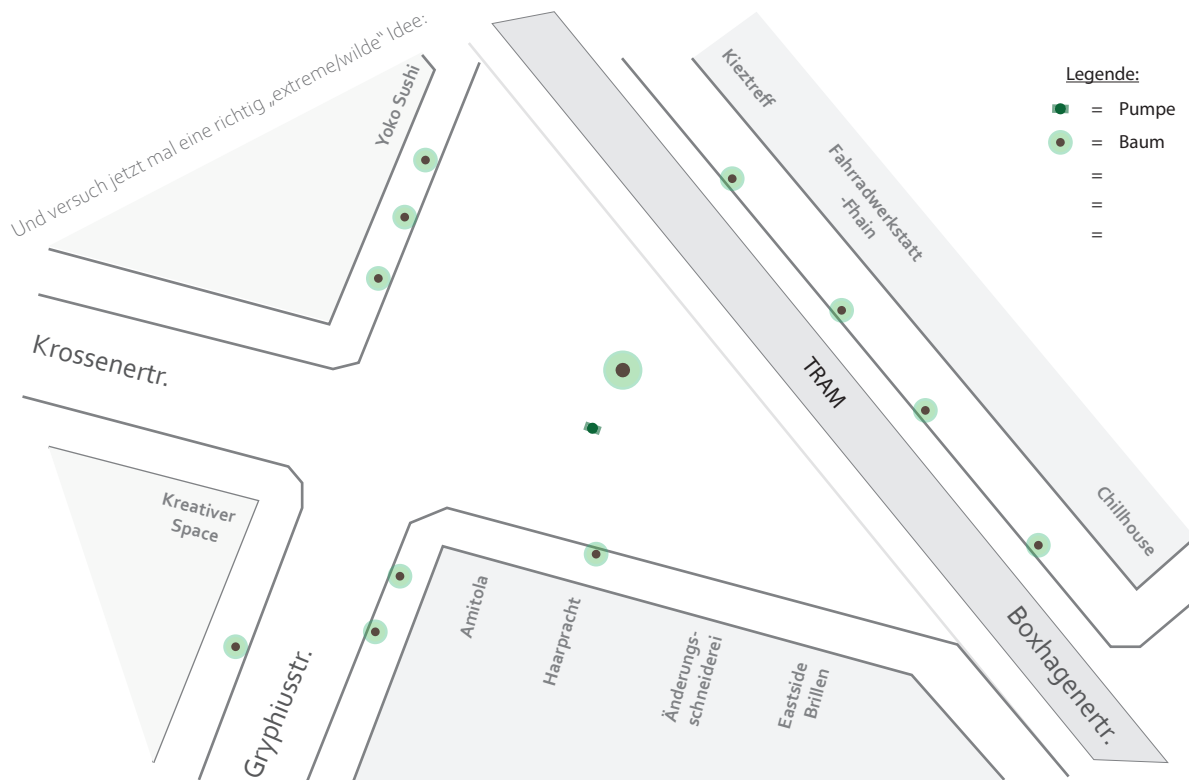 Und versuch jetzt mal eine richtig „extreme/wilde“ Idee:
Yoko Sushi
Kieztreff
Fahrradwerkstatt
-Fhain
Chillhouse
Legende:
= Pumpe
= Baum
=
=
=
Krossenertr.
TRAM
Kreativer
Space
Amitola
Haarpracht
Änderungs-
schneiderei
Eastside
Brillen
Gryphiusstr.
Boxhagenertr.